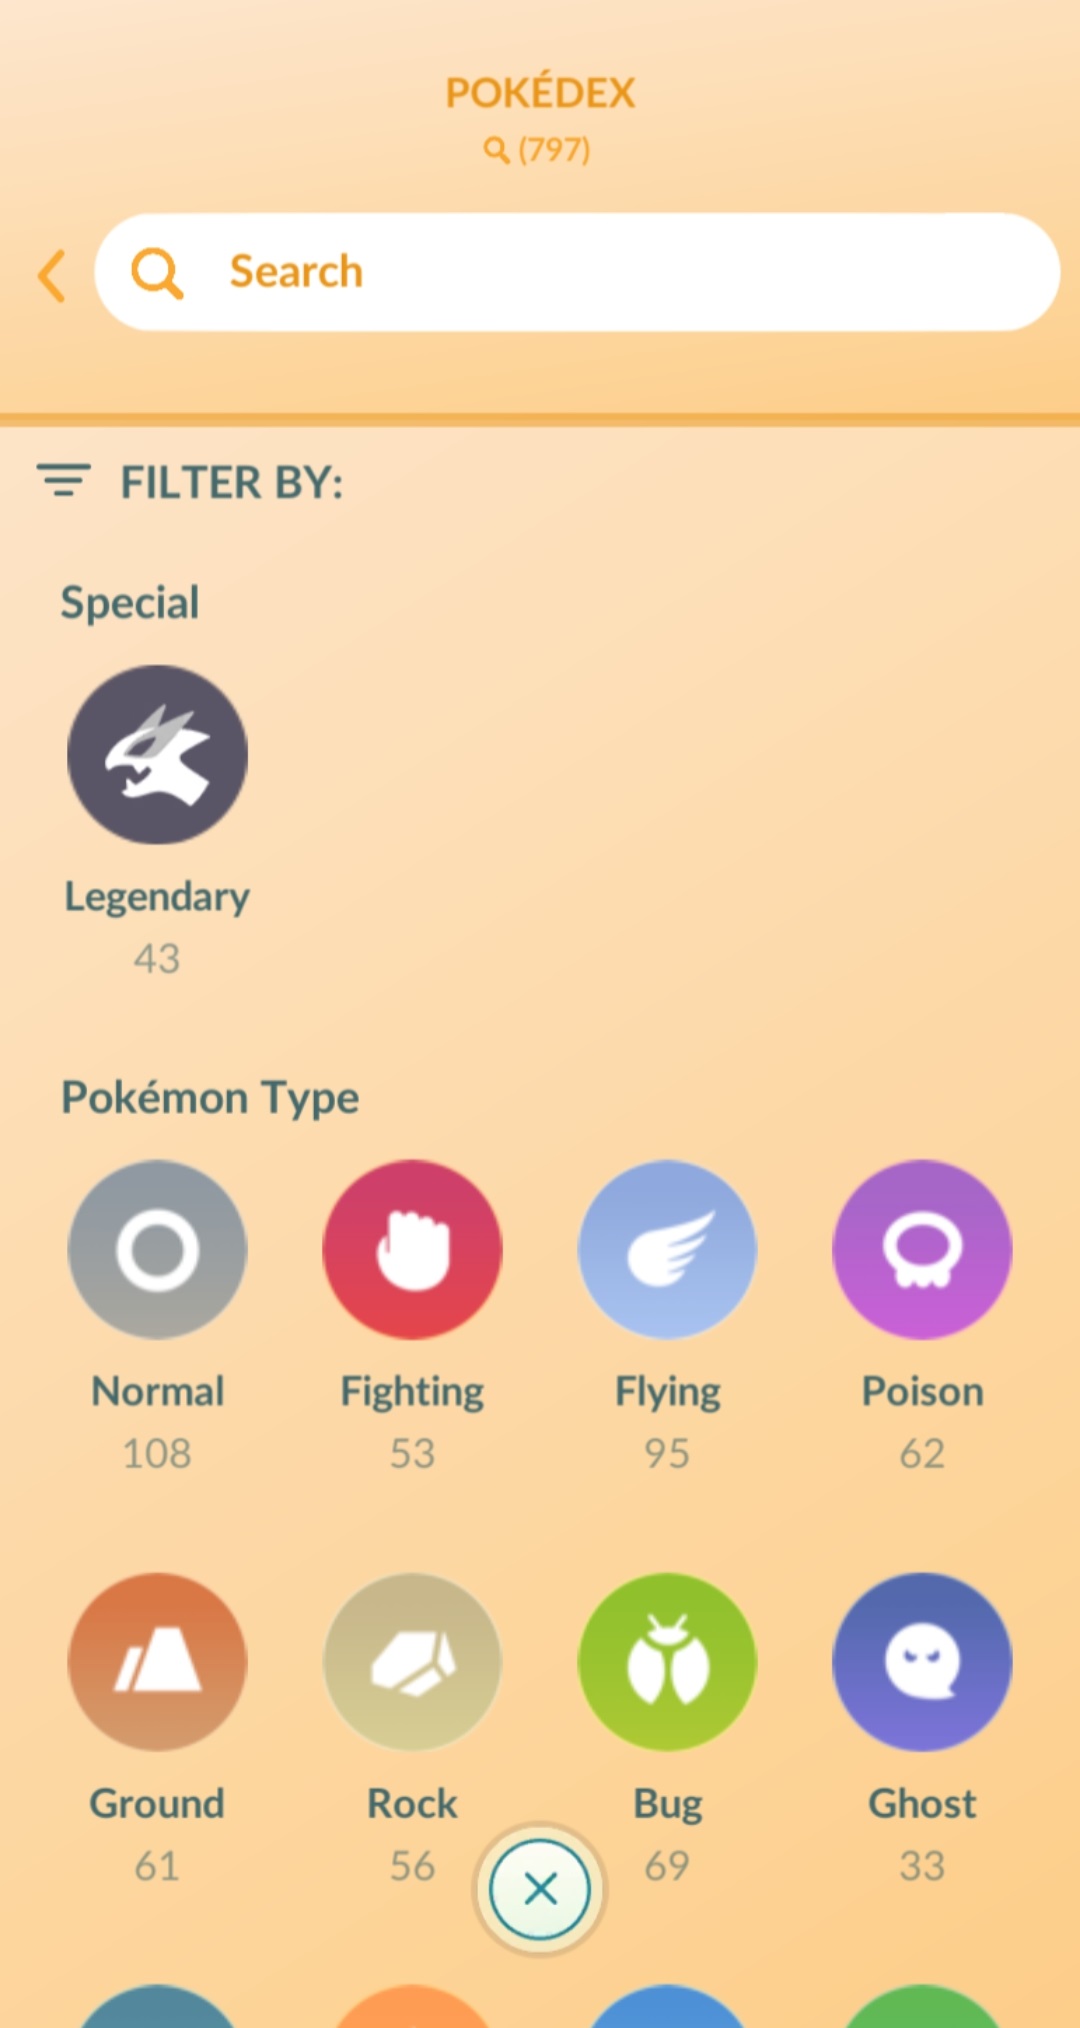 POKÉDEX
(797)
Search
FILTER BY:
Special
Legendary
43
Pokémon Type
Normal Fighting Flying Poison
108 53 95 62
Ground Rock Bug Ghost
61 56 69 33